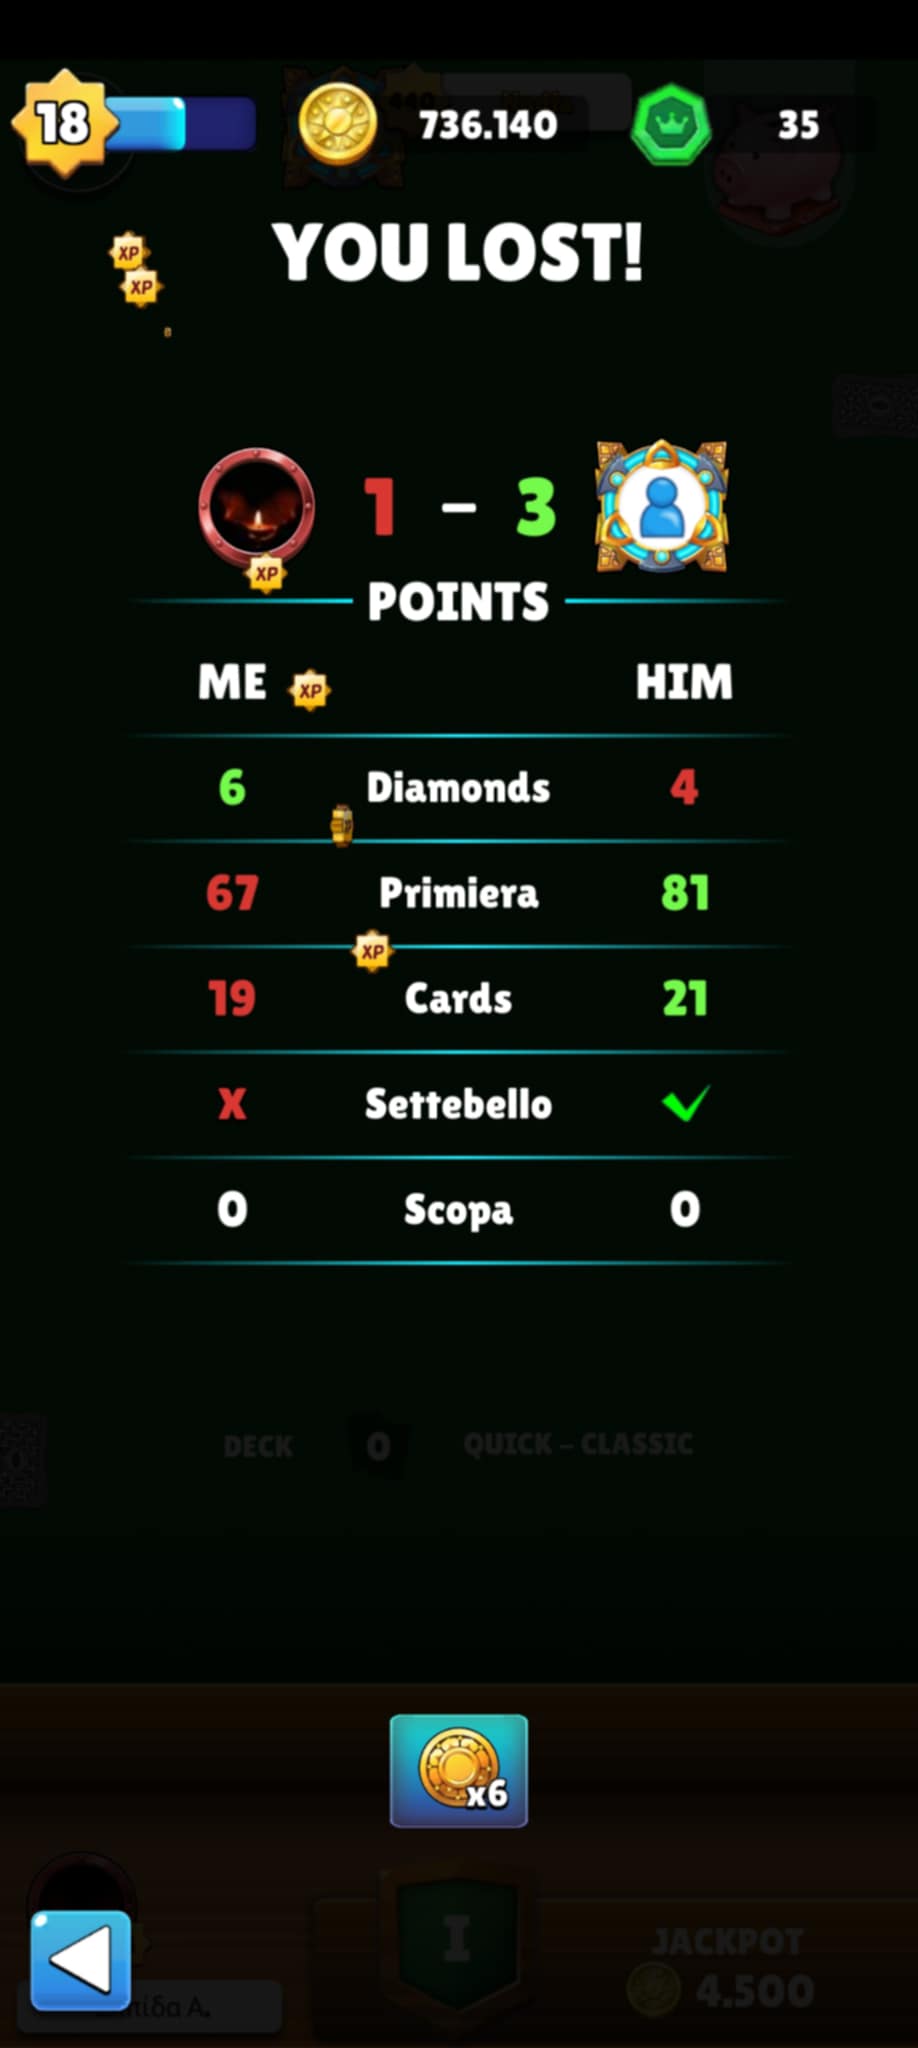 18 736.140 35
YOU LOST!
XP
XP
1 - 3
XP
POINTS
ME XP HIM
6 Diamonds 4
67 Primiera 81
XP
19 Cards 21
X Settebello
0 Scopa 0
DECK 0 QUICK - CLASSIC
x6
I
JACKPOT
4.500